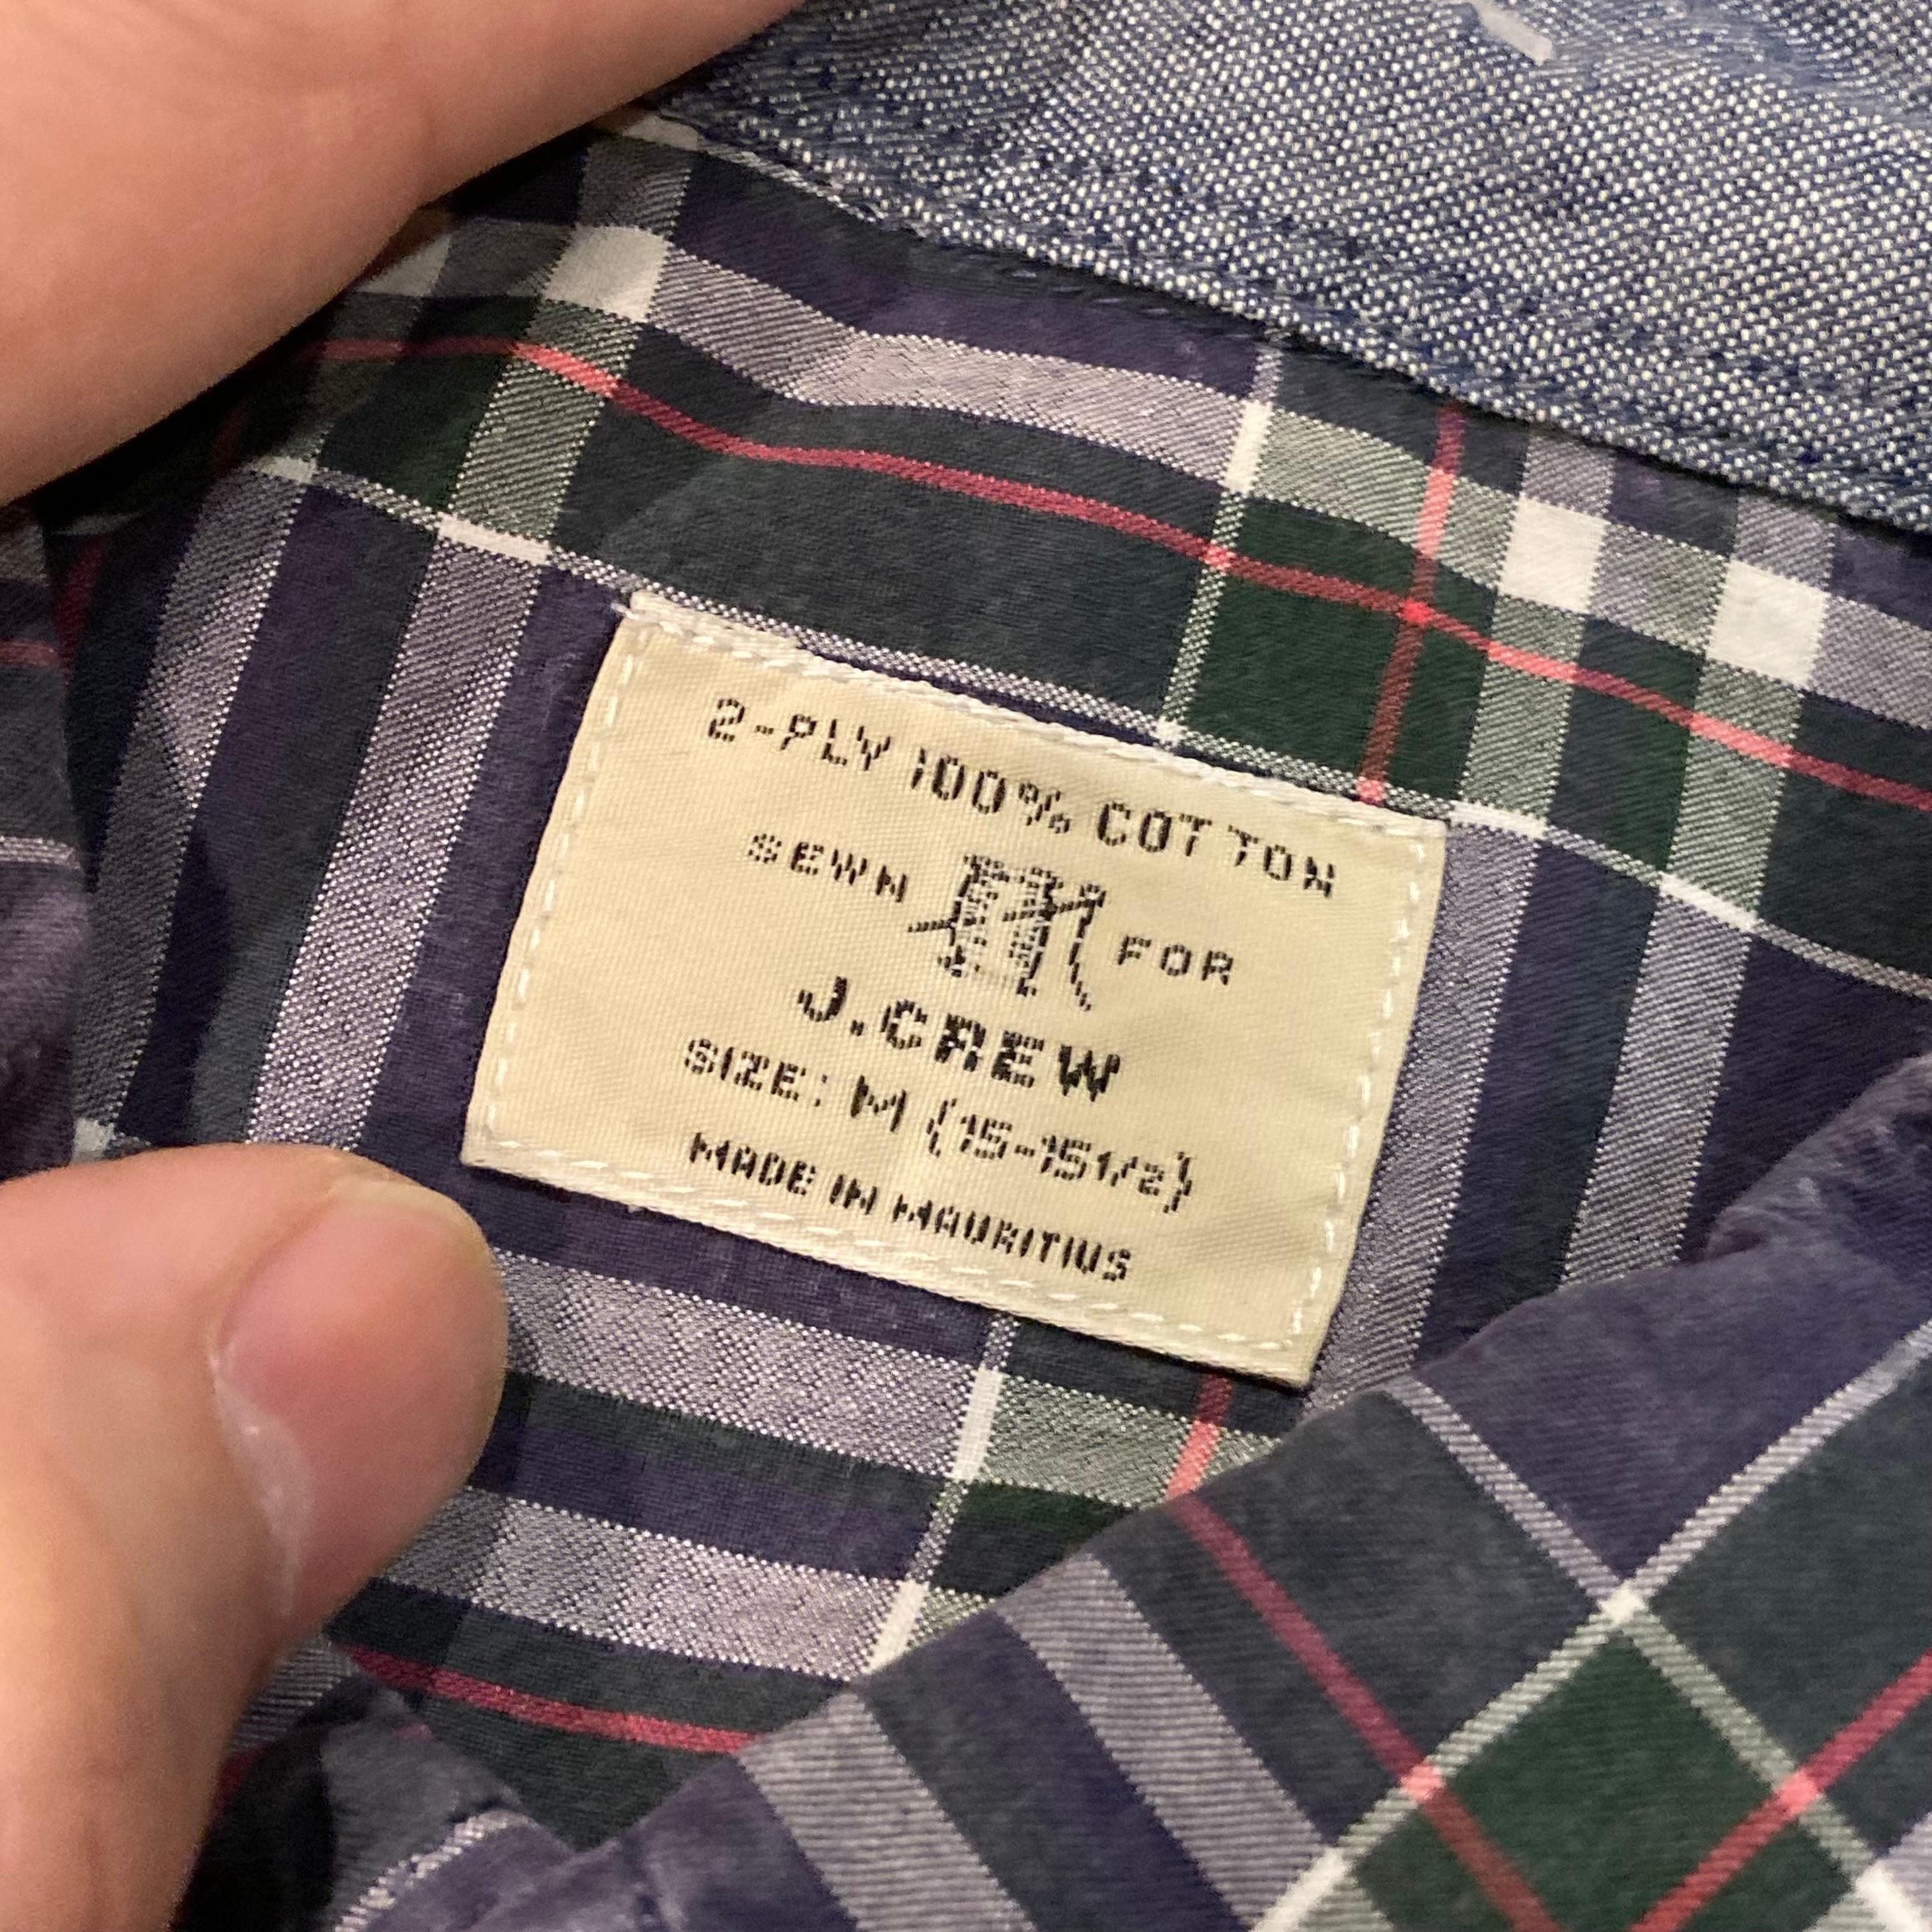 2-PLY 100% COTTON
SEWN FOR
J.CREW
SIZE: M {15-15 1/2}
MADE IN MAURITIUS